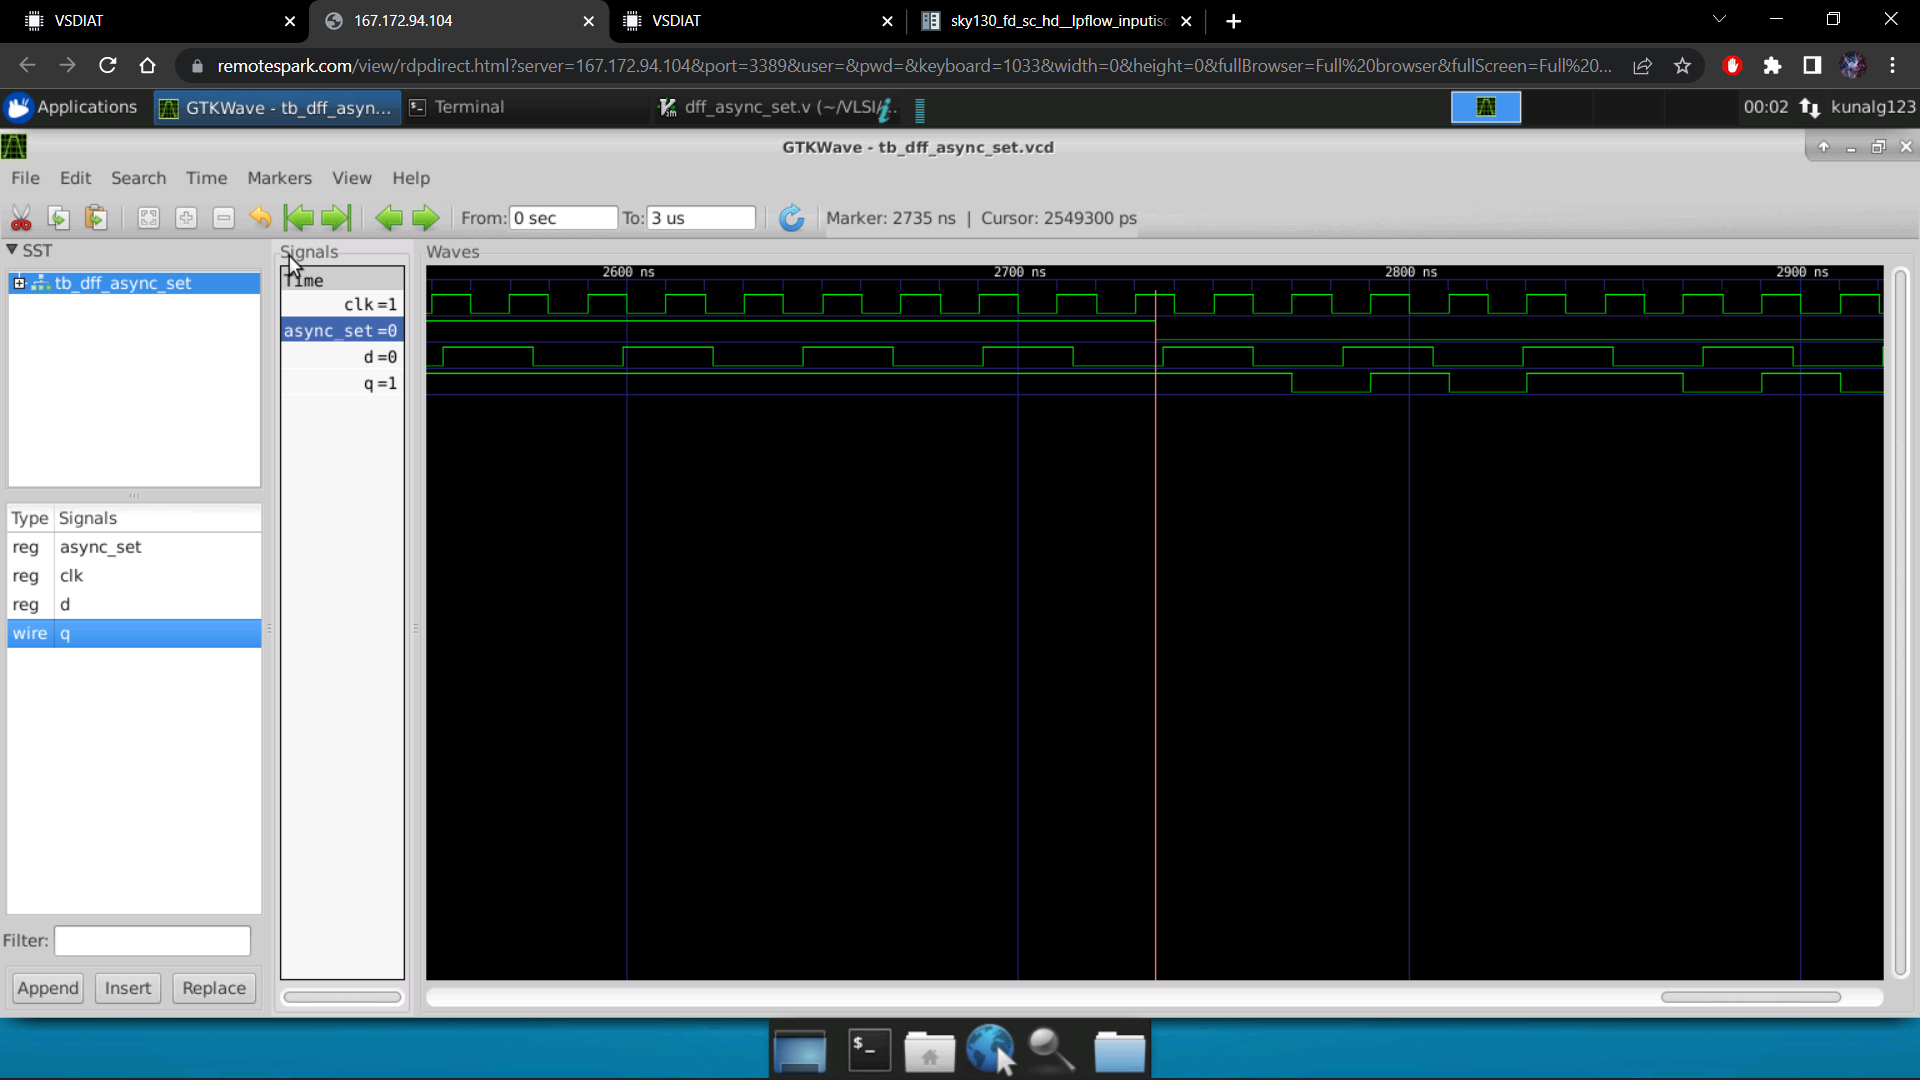 VSDIAT
167.172.94.104
VSDIAT
sky130_fd_sc_hd__lpflow_inputiso
remotespark.com/view/rdpdirect.html?server=167.172.94.104&port=3389&user=&pwd=&keyboard=1033&width=0&height=0&fullBrowser=Full%20browser&fullScreen=Full%20...
Applications
GTKWave - tb_dff_asyn...
Terminal
dff_async_set.v (~/VLSI/...
00:02
kunalg123
GTKWave - tb_dff_async_set.vcd
File Edit Search Time Markers View Help
From: 0 sec To: 3 us Marker: 2735 ns | Cursor: 2549300 ps
SST
tb_dff_async_set
Type Signals
reg async_set
reg clk
reg d
wire q
Filter:
Append Insert Replace
Signals
Time
clk=1
async_set=0
d=0
q=1
Waves
2600 ns 2700 ns 2800 ns 2900 ns
$_